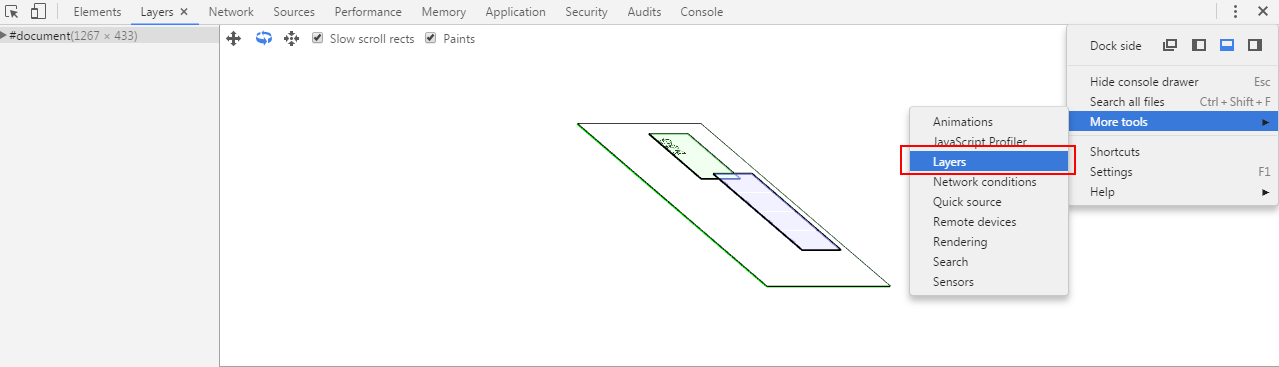 Elements Layers × Network Sources Performance Memory Application Security Audits Console
#document(1267 × 433)
Slow scroll rects Paints
Dock side
Hide console drawer Esc
Search all files Ctrl + Shift + F
More tools
Shortcuts
Settings F1
Help
Animations
JavaScript Profiler
Layers
Network conditions
Quick source
Remote devices
Rendering
Search
Sensors